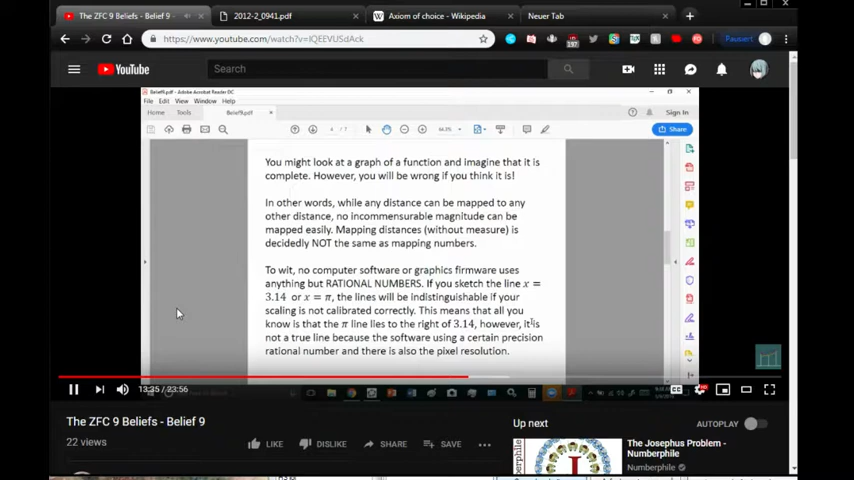 The ZFC 9 Beliefs - Belief 9
2012-2_0941.pdf
Axiom of choice - Wikipedia
Neuer Tab
https://www.youtube.com/watch?v=IQEEVUSdAck
197
Pausiert
YouTube
Search
Belief9.pdf - Adobe Acrobat Reader DC
File Edit View Window Help
Home Tools Belief9.pdf Sign In
4 / 7
Share
You might look at a graph of a function and imagine that it is
complete. However, you will be wrong if you think it is!
In other words, while any distance can be mapped to any
other distance, no incommensurable magnitude can be
mapped easily. Mapping distances (without measure) is
decidedly NOT the same as mapping numbers.
To wit, no computer software or graphics firmware uses
anything but RATIONAL NUMBERS. If you sketch the line x =
3.14 or x = π, the lines will be indistinguishable if your
scaling is not calibrated correctly. This means that all you
know is that the π line lies to the right of 3.14, however, it is
not a true line because the software using a certain precision
rational number and there is also the pixel resolution.
13:35 / 23:56
The ZFC 9 Beliefs - Belief 9
22 views
LIKE DISLIKE SHARE SAVE
Up next
AUTOPLAY
The Josephus Problem -
Numberphile
Numberphile